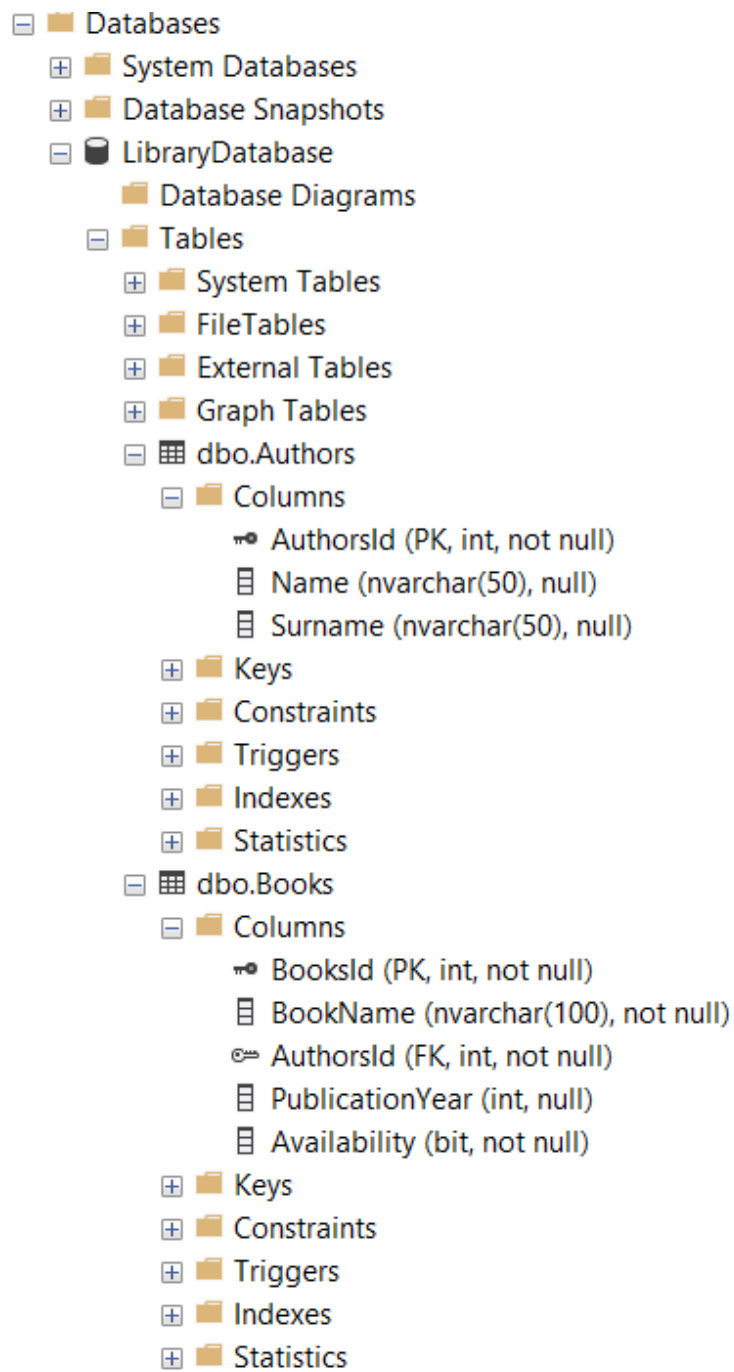 Databases
System Databases
Database Snapshots
LibraryDatabase
Database Diagrams
Tables
System Tables
FileTables
External Tables
Graph Tables
dbo.Authors
Columns
AuthorsId (PK, int, not null)
Name (nvarchar(50), null)
Surname (nvarchar(50), null)
Keys
Constraints
Triggers
Indexes
Statistics
dbo.Books
Columns
BooksId (PK, int, not null)
BookName (nvarchar(100), not null)
AuthorsId (FK, int, not null)
PublicationYear (int, null)
Availability (bit, not null)
Keys
Constraints
Triggers
Indexes
Statistics